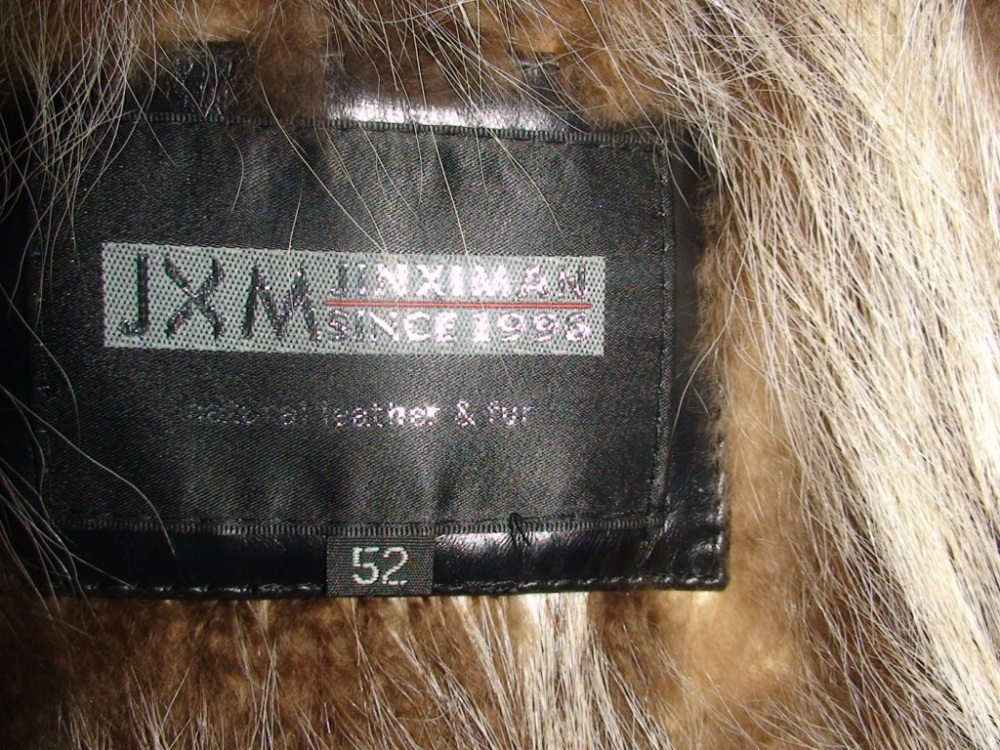 JXM JINXIMAN
SINCE 1996
natural leather & fur
52